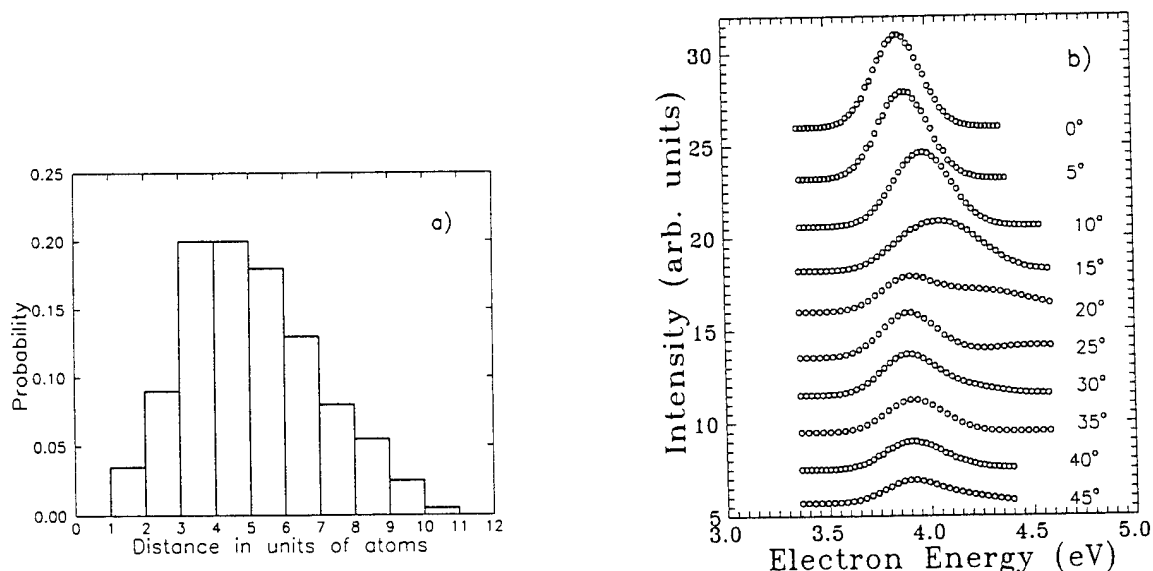 a)
Probability
0.25
0.20
0.15
0.10
0.05
0.00
0 1 2 3 4 5 6 7 8 9 10 11 12
Distance in units of atoms
b)
Intensity (arb. units)
30
25
20
15
10
5
0°
5°
10°
15°
20°
25°
30°
35°
40°
45°
3.0 3.5 4.0 4.5 5.0
Electron Energy (eV)